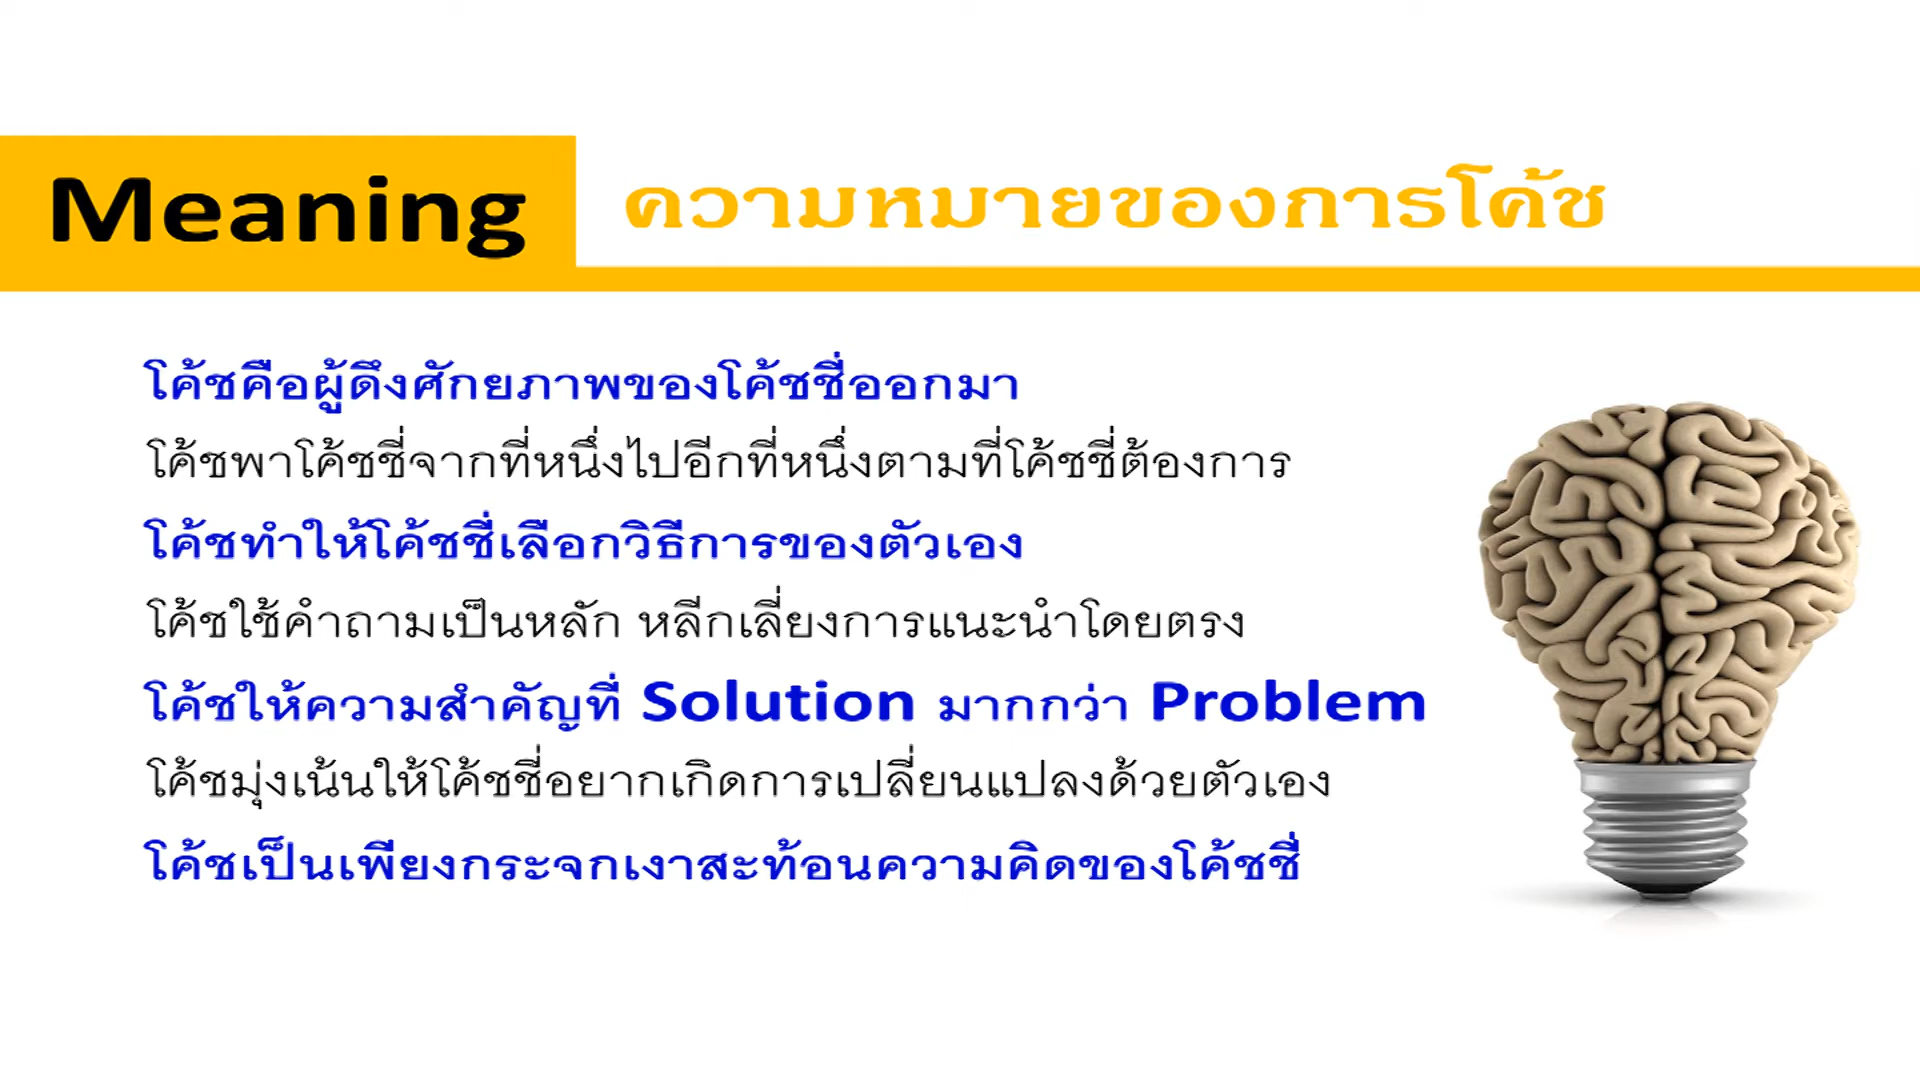 Meaning
ความหมายของการโค้ช
โค้ชคือผู้ดึงศักยภาพของโค้ชชี่ออกมา
โค้ชพาโค้ชชี่จากที่หนึ่งไปอีกที่หนึ่งตามที่โค้ชชี่ต้องการ
โค้ชทำให้โค้ชชี่เลือกวิธีการของตัวเอง
โค้ชใช้คำถามเป็นหลัก หลีกเลี่ยงการแนะนำโดยตรง
โค้ชให้ความสำคัญที่ Solution มากกว่า Problem
โค้ชมุ่งเน้นให้โค้ชชี่อยากเกิดการเปลี่ยนแปลงด้วยตัวเอง
โค้ชเป็นเพียงกระจกเงาสะท้อนความคิดของโค้ชชี่